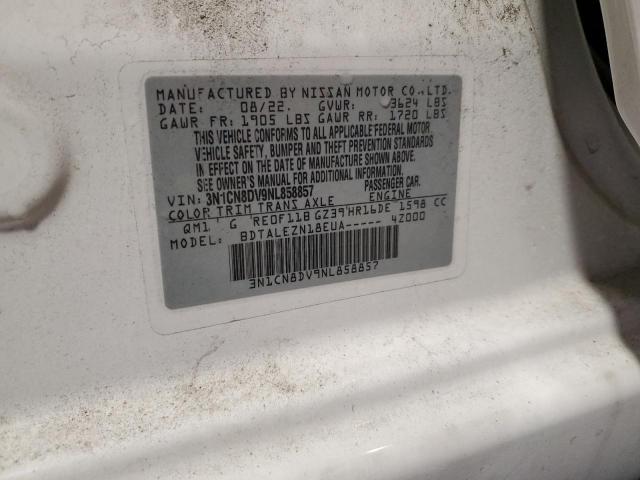 MANUFACTURED BY NISSAN MOTOR CO.,LTD.
DATE: 08/22. GVWR: 3624 LBS
GAWR FR: 1905 LBS GAWR RR: 1720 LBS
THIS VEHICLE CONFORMS TO ALL APPLICABLE FEDERAL MOTOR
VEHICLE SAFETY, BUMPER AND THEFT PREVENTION STANDARDS
IN EFFECT ON THE DATE OF MANUFACTURE SHOWN ABOVE.
SEE OWNER'S MANUAL FOR ADDITIONAL INFORMATION.
VIN: 3N1CN8DV9NL858857 PASSENGER CAR.
COLOR TRIM TRANS AXLE ENGINE
QM1 G REOF11B GZ39 HR16DE 1598 CC
MODEL: BDTALEZN18EUA----- 42000
3N1CN8DV9NL858857